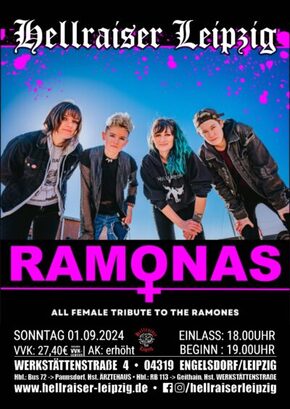 Hellraiser Leipzig
RAMONAS
ALL FEMALE TRIBUTE TO THE RAMONES
SONNTAG 01.09.2024
EINLASS: 18.00UHR
VVK: 27,40€ | AK: erhöht
BEGINN : 19.00UHR
WERKSTÄTTENSTRAßE 4 • 04319 ENGELSDORF/LEIPZIG
Hbf.: Bus 72 -> Paunsdorf. Hst. ÄRZTEHAUS • Hbf.: RB 113 -> Geithain. Hst. WERKSTÄTTENSTRAßE
www.hellraiser-leipzig.de • /hellraiserleipzig